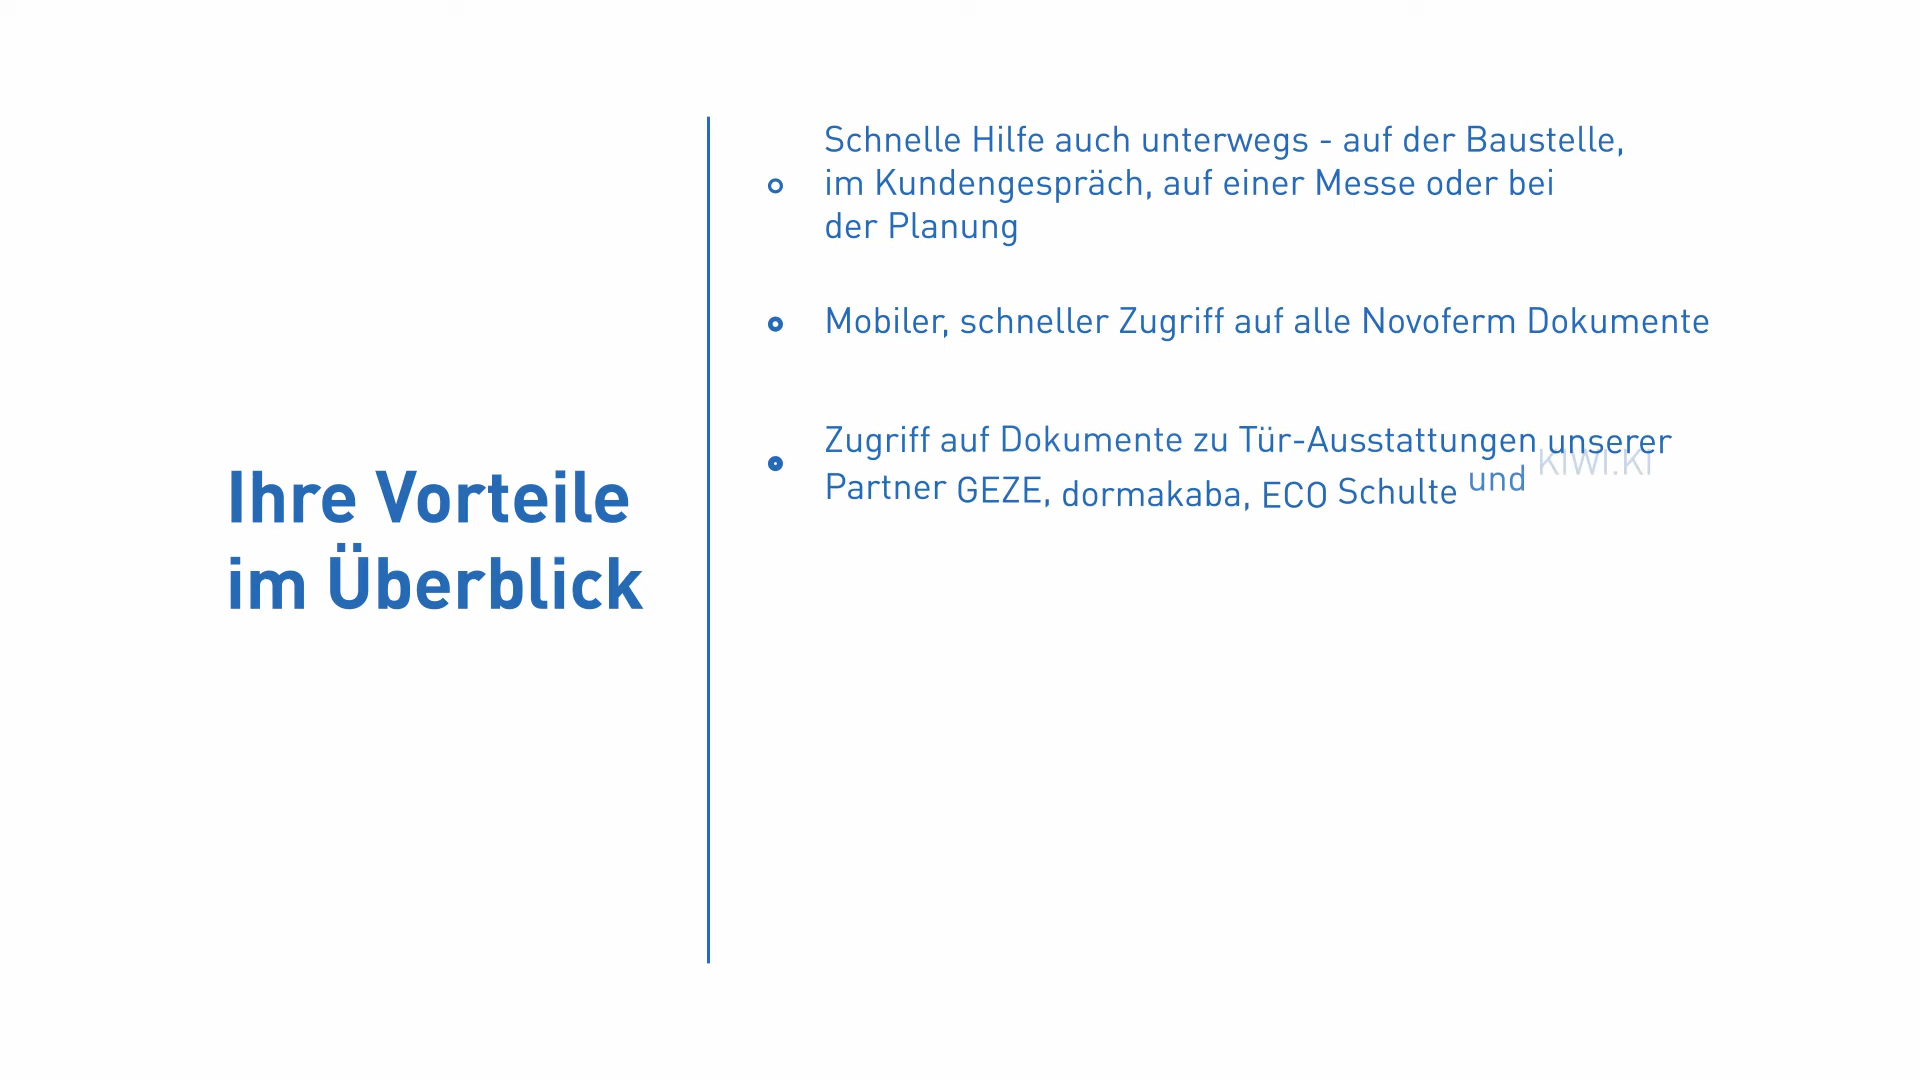 Ihre Vorteile
im Überblick
Schnelle Hilfe auch unterwegs - auf der Baustelle,
im Kundengespräch, auf einer Messe oder bei
der Planung
Mobiler, schneller Zugriff auf alle Novoferm Dokumente
Zugriff auf Dokumente zu Tür-Ausstattungen unserer
Partner GEZE, dormakaba, ECO Schulte und KIWI.KI